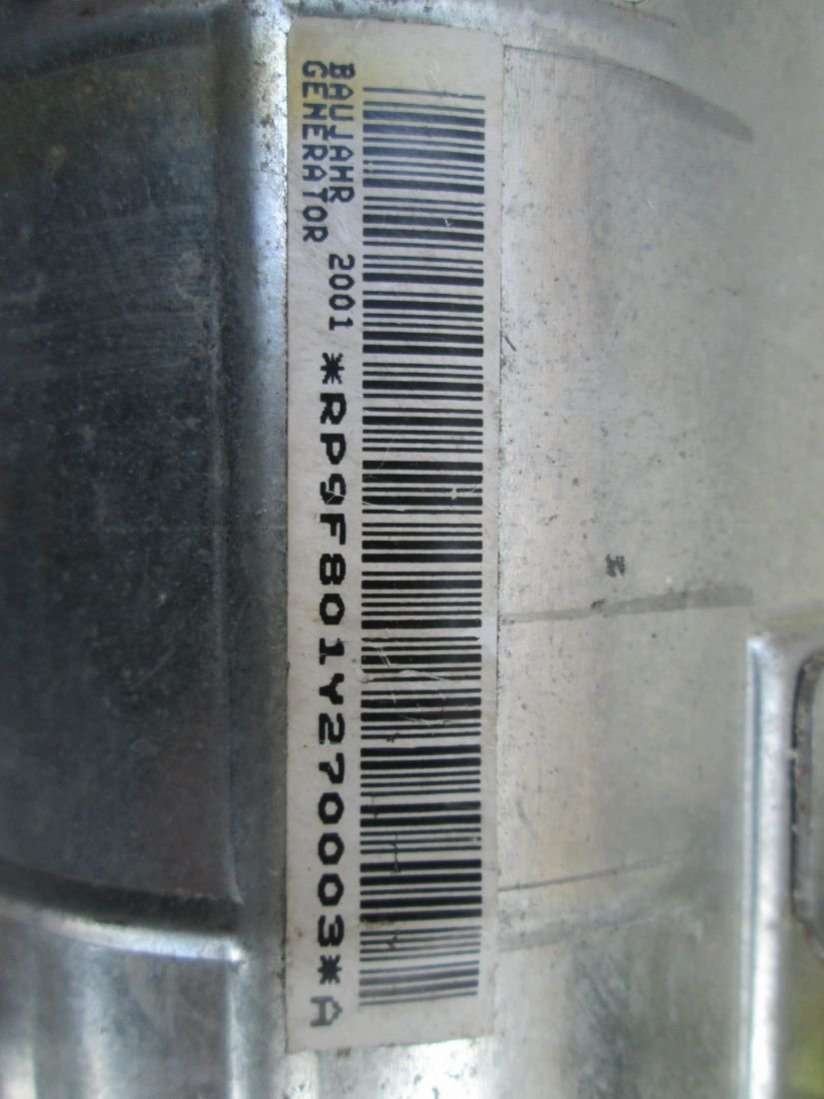 BAUJAHR 2001 *RP9F801Y270003*A
GENERATOR